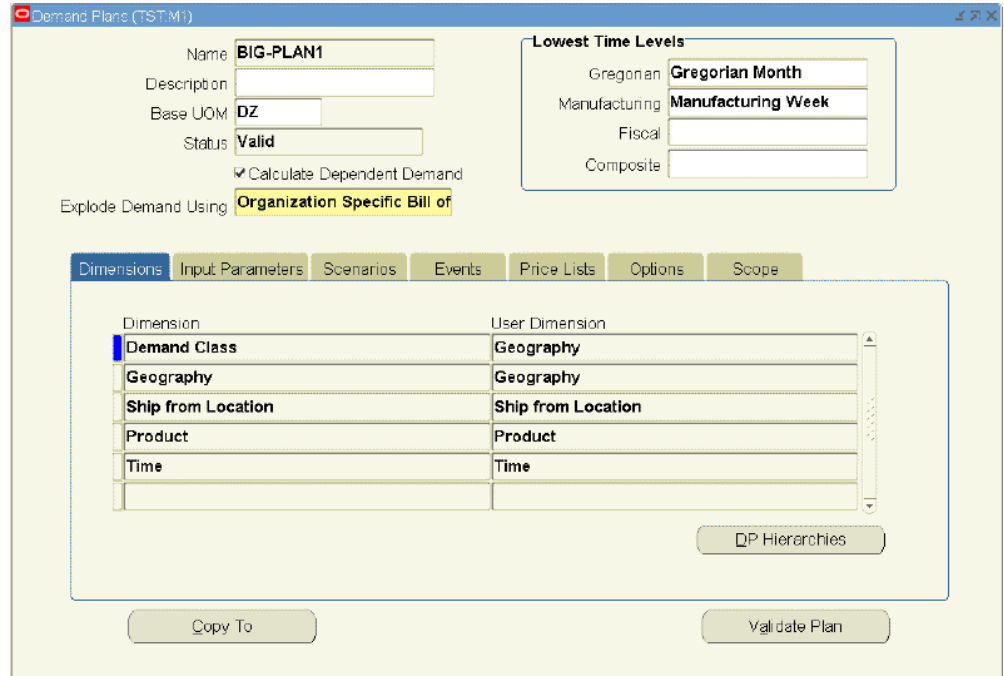 Demand Plans (TST:M1)
Name BIG-PLAN1
Description
Base UOM DZ
Status Valid
Calculate Dependent Demand
Explode Demand Using Organization Specific Bill of
Lowest Time Levels
Gregorian Gregorian Month
Manufacturing Manufacturing Week
Fiscal
Composite
Dimensions Input Parameters Scenarios Events Price Lists Options Scope
Dimension User Dimension
Demand Class Geography
Geography Geography
Ship from Location Ship from Location
Product Product
Time Time
DP Hierarchies
Copy To Validate Plan